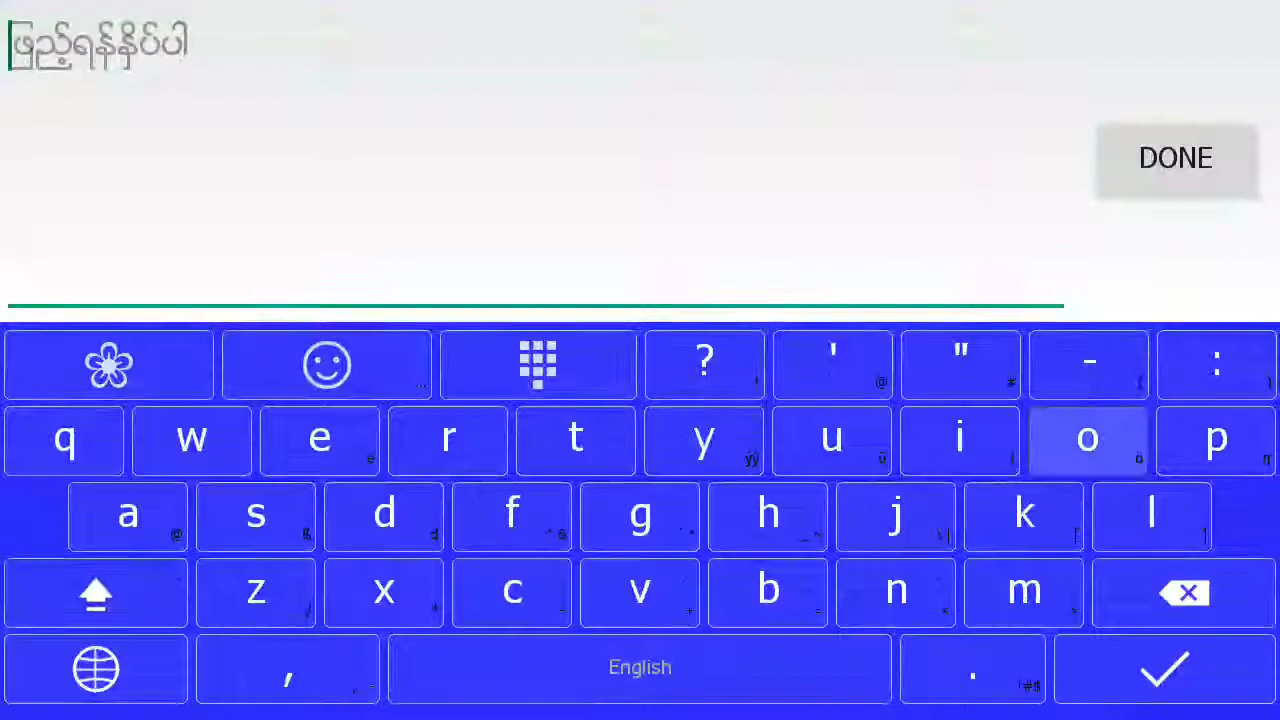 ဖြည့်ရန်နှိပ်ပါ
DONE
? ' " - :
q w e r t y u i o p
a s d f g h j k l
z x c v b n m
, English .